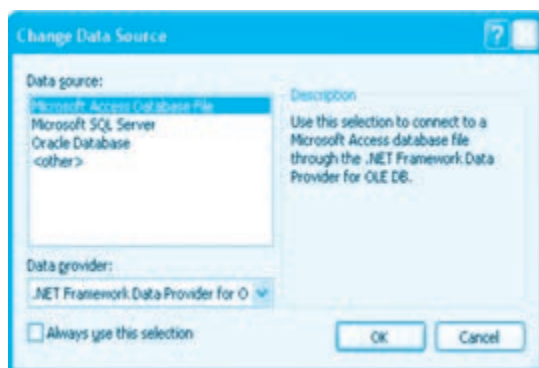 Change Data Source
Data source:
Microsoft Access Database File
Microsoft SQL Server
Oracle Database
<other>
Description
Use this selection to connect to a
Microsoft Access database file
through the .NET Framework Data
Provider for OLE DB.
Data provider:
.NET Framework Data Provider for O
Always use this selection
OK
Cancel